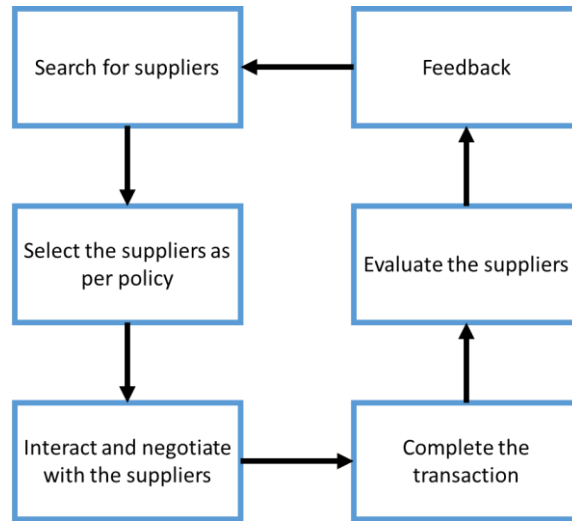 Search for suppliers
Feedback
Select the suppliers as
per policy
Evaluate the suppliers
Interact and negotiate
with the suppliers
Complete the
transaction